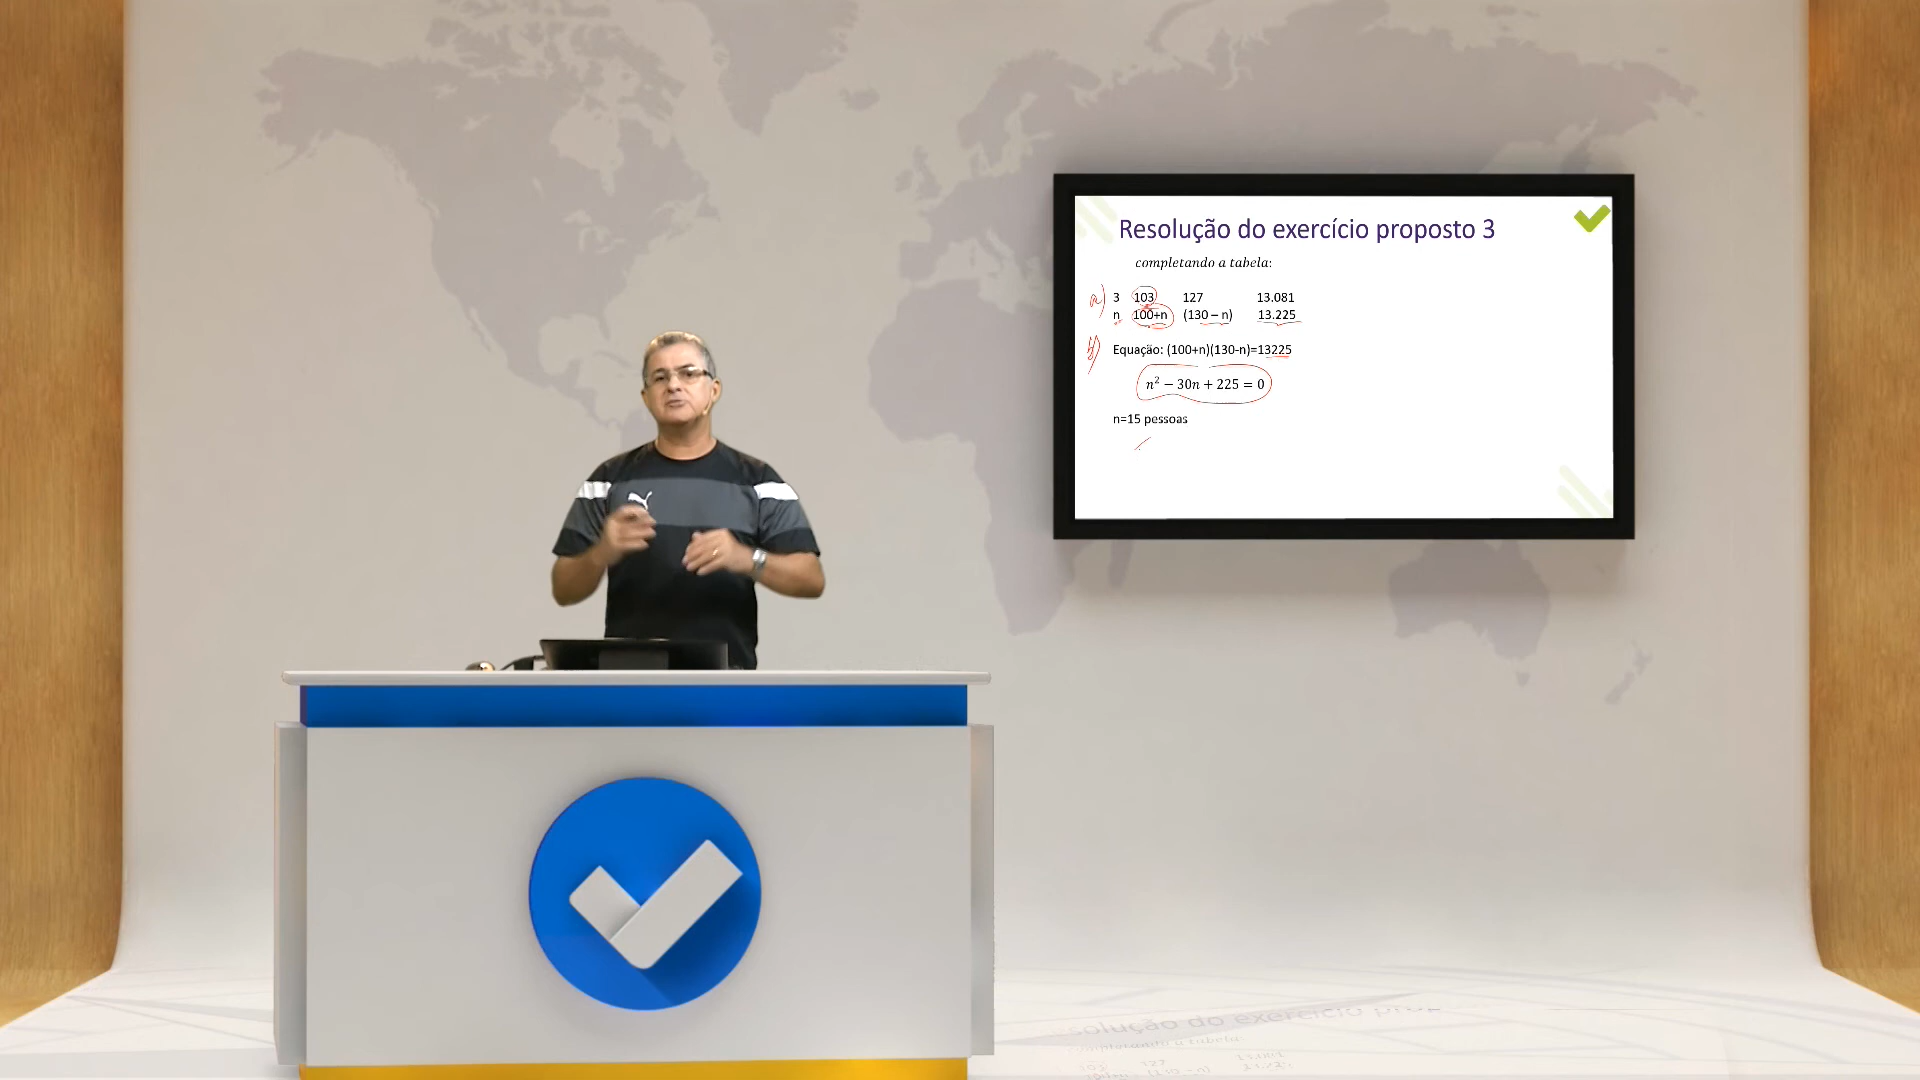 Resolução do exercício proposto 3
completando a tabela:
a) 3 103 127 13.081
n 100+n (130 – n) 13.225
b) Equação: (100+n)(130-n)=13225
n² − 30n + 225 = 0
n=15 pessoas